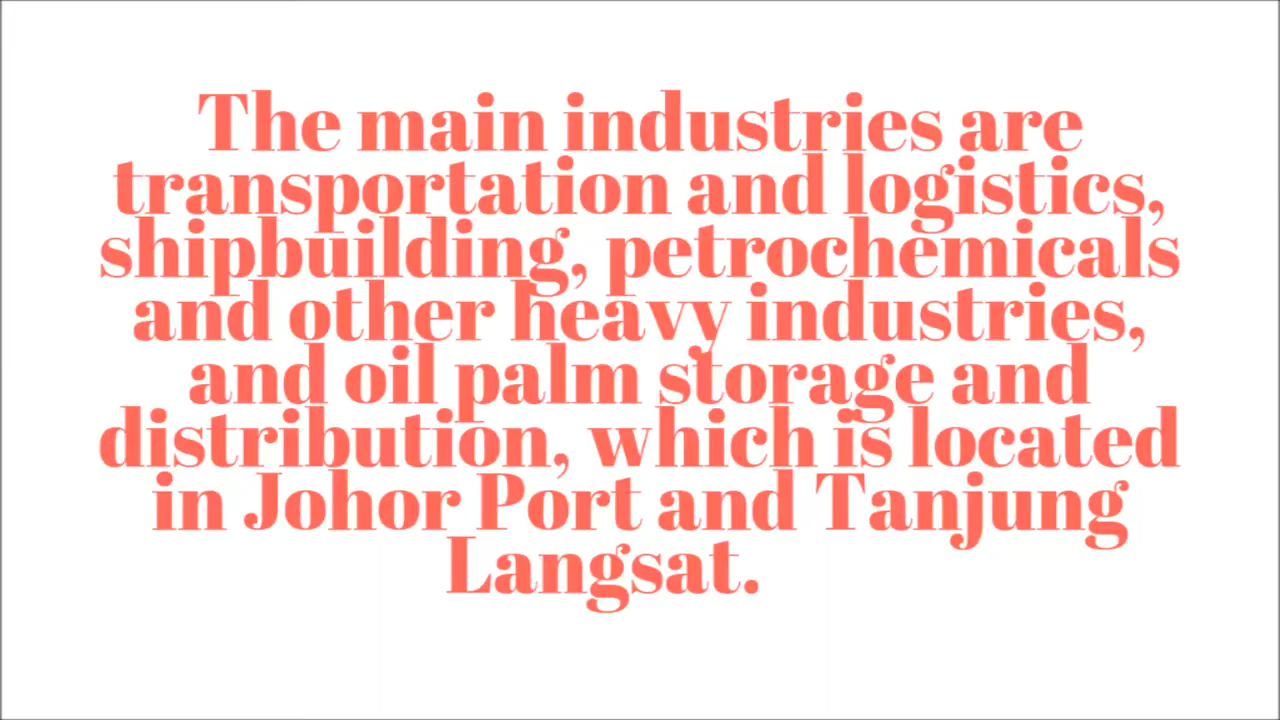 The main industries are
transportation and logistics,
shipbuilding, petrochemicals
and other heavy industries,
and oil palm storage and
distribution, which is located
in Johor Port and Tanjung
Langsat.